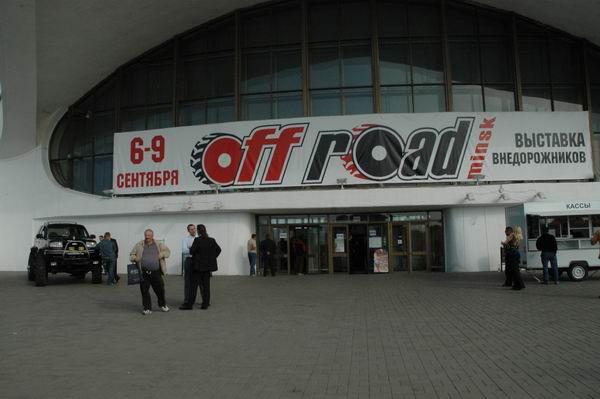 6-9
СЕНТЯБРЯ
off road
minsk
ВЫСТАВКА
ВНЕДОРОЖНИКОВ
КАССЫ